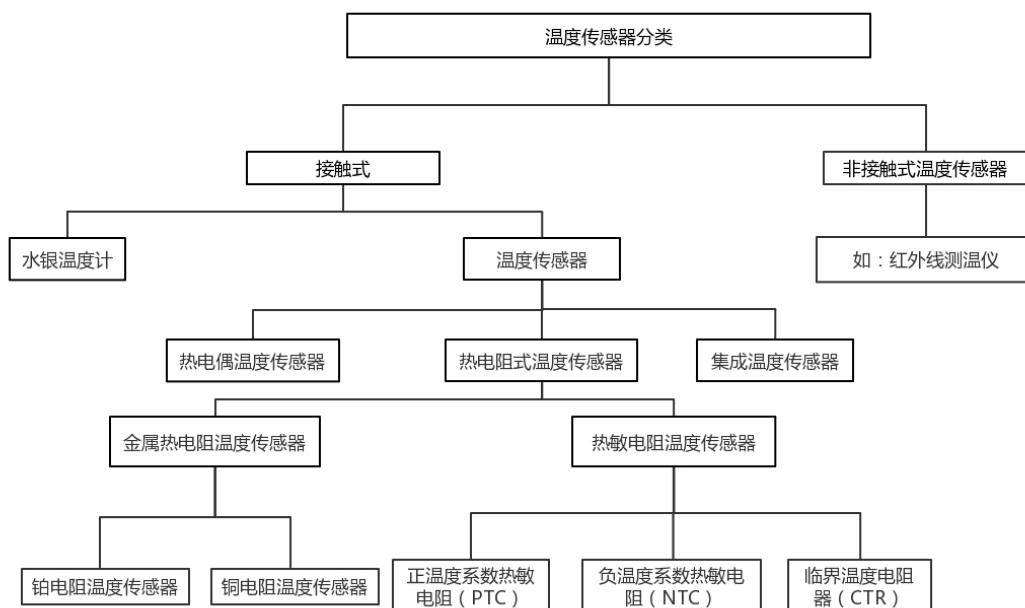 温度传感器分类
接触式
非接触式温度传感器
水银温度计
温度传感器
如：红外线测温仪
热电偶温度传感器
热电阻式温度传感器
集成温度传感器
金属热电阻温度传感器
热敏电阻温度传感器
铂电阻温度传感器
铜电阻温度传感器
正温度系数热敏
电阻（PTC）
负温度系数热敏电
阻（NTC）
临界温度电阻
器（CTR）